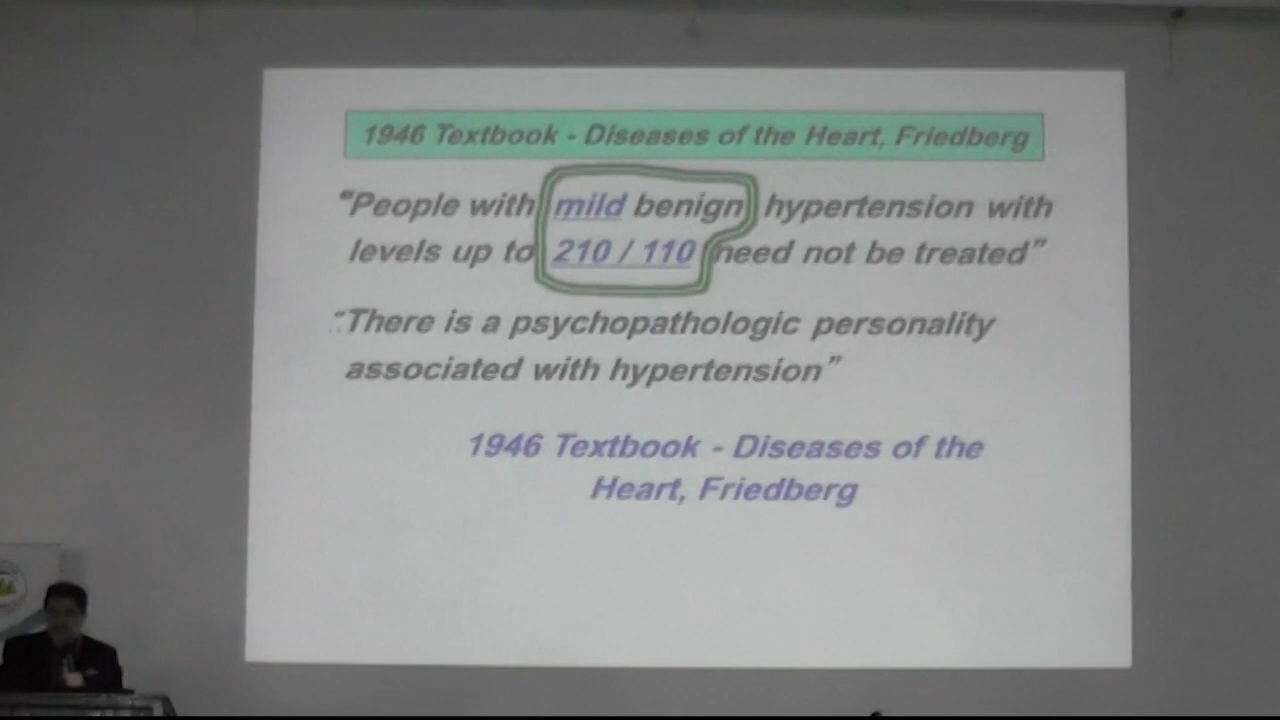 1946 Textbook - Diseases of the Heart, Friedberg
“People with mild benign hypertension with
levels up to 210 / 110 need not be treated”
“There is a psychopathologic personality
associated with hypertension”
1946 Textbook - Diseases of the
Heart, Friedberg